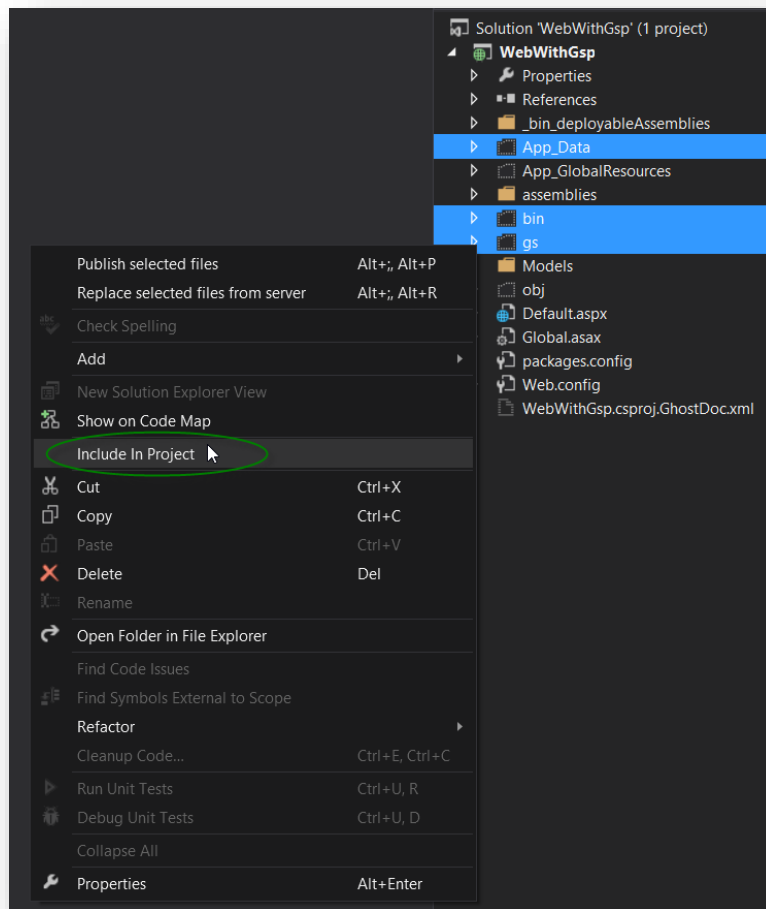 Solution 'WebWithGsp' (1 project)
WebWithGsp
Properties
References
_bin_deployableAssemblies
App_Data
App_GlobalResources
assemblies
bin
gs
Models
obj
Default.aspx
Global.asax
packages.config
Web.config
WebWithGsp.csproj.GhostDoc.xml
Publish selected files Alt+;, Alt+P
Replace selected files from server Alt+;, Alt+R
abc Check Spelling
Add
New Solution Explorer View
Show on Code Map
Include In Project
Cut Ctrl+X
Copy Ctrl+C
Paste Ctrl+V
Delete Del
Rename
Open Folder in File Explorer
Find Code Issues
Find Symbols External to Scope
Refactor
Cleanup Code... Ctrl+E, Ctrl+C
Run Unit Tests Ctrl+U, R
Debug Unit Tests Ctrl+U, D
Collapse All
Properties Alt+Enter